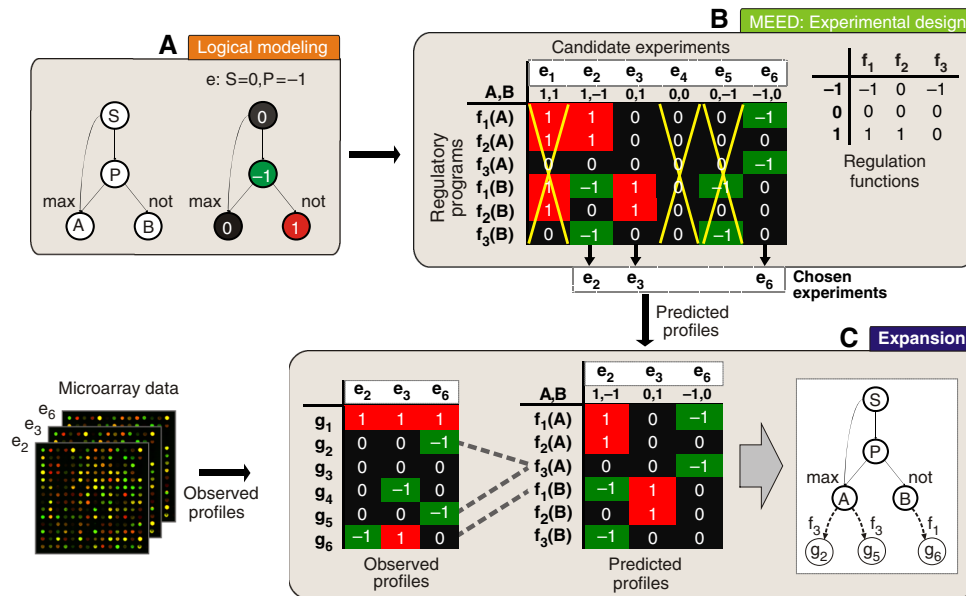 A Logical modeling
e: S=0,P=−1
S
P
max
not
A
B
0
−1
max
not
0
1
B MEED: Experimental design
Candidate experiments
e1 e2 e3 e4 e5 e6
A,B 1,1 1,−1 0,1 0,0 0,−1 −1,0
Regulatory programs
f1(A) 1 1 0 0 0 −1
f2(A) 1 1 0 0 0 0
f3(A) 0 0 0 0 0 −1
f1(B) 1 −1 1 0 −1 0
f2(B) 1 0 1 0 0 0
f3(B) 0 −1 0 0 −1 0
f1 f2 f3
−1 −1 0 −1
0 0 0 0
1 1 1 0
Regulation
functions
e2 e3 e6
Chosen
experiments
Predicted
profiles
C Expansion
Microarray data
e6
e3
e2
Observed
profiles
e2 e3 e6
g1 1 1 1
g2 0 0 −1
g3 0 0 0
g4 0 −1 0
g5 0 0 −1
g6 −1 1 0
Observed
profiles
e2 e3 e6
A,B 1,−1 0,1 −1,0
f1(A) 1 0 −1
f2(A) 1 0 0
f3(A) 0 0 −1
f1(B) −1 1 0
f2(B) 0 1 0
f3(B) −1 0 0
Predicted
profiles
S
P
max
not
A
B
f3 f3 f1
g2 g5 g6